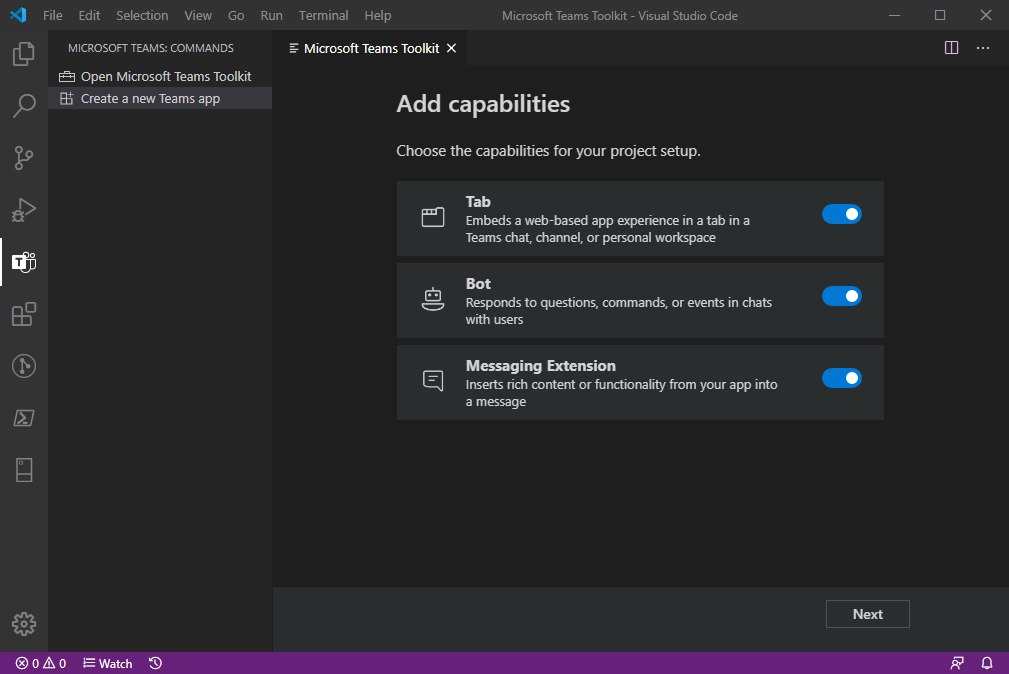 File Edit Selection View Go Run Terminal Help
Microsoft Teams Toolkit - Visual Studio Code
MICROSOFT TEAMS: COMMANDS
Open Microsoft Teams Toolkit
Create a new Teams app
Microsoft Teams Toolkit
Add capabilities
Choose the capabilities for your project setup.
Tab
Embeds a web-based app experience in a tab in a
Teams chat, channel, or personal workspace
Bot
Responds to questions, commands, or events in chats
with users
Messaging Extension
Inserts rich content or functionality from your app into
a message
Next
0 0 Watch